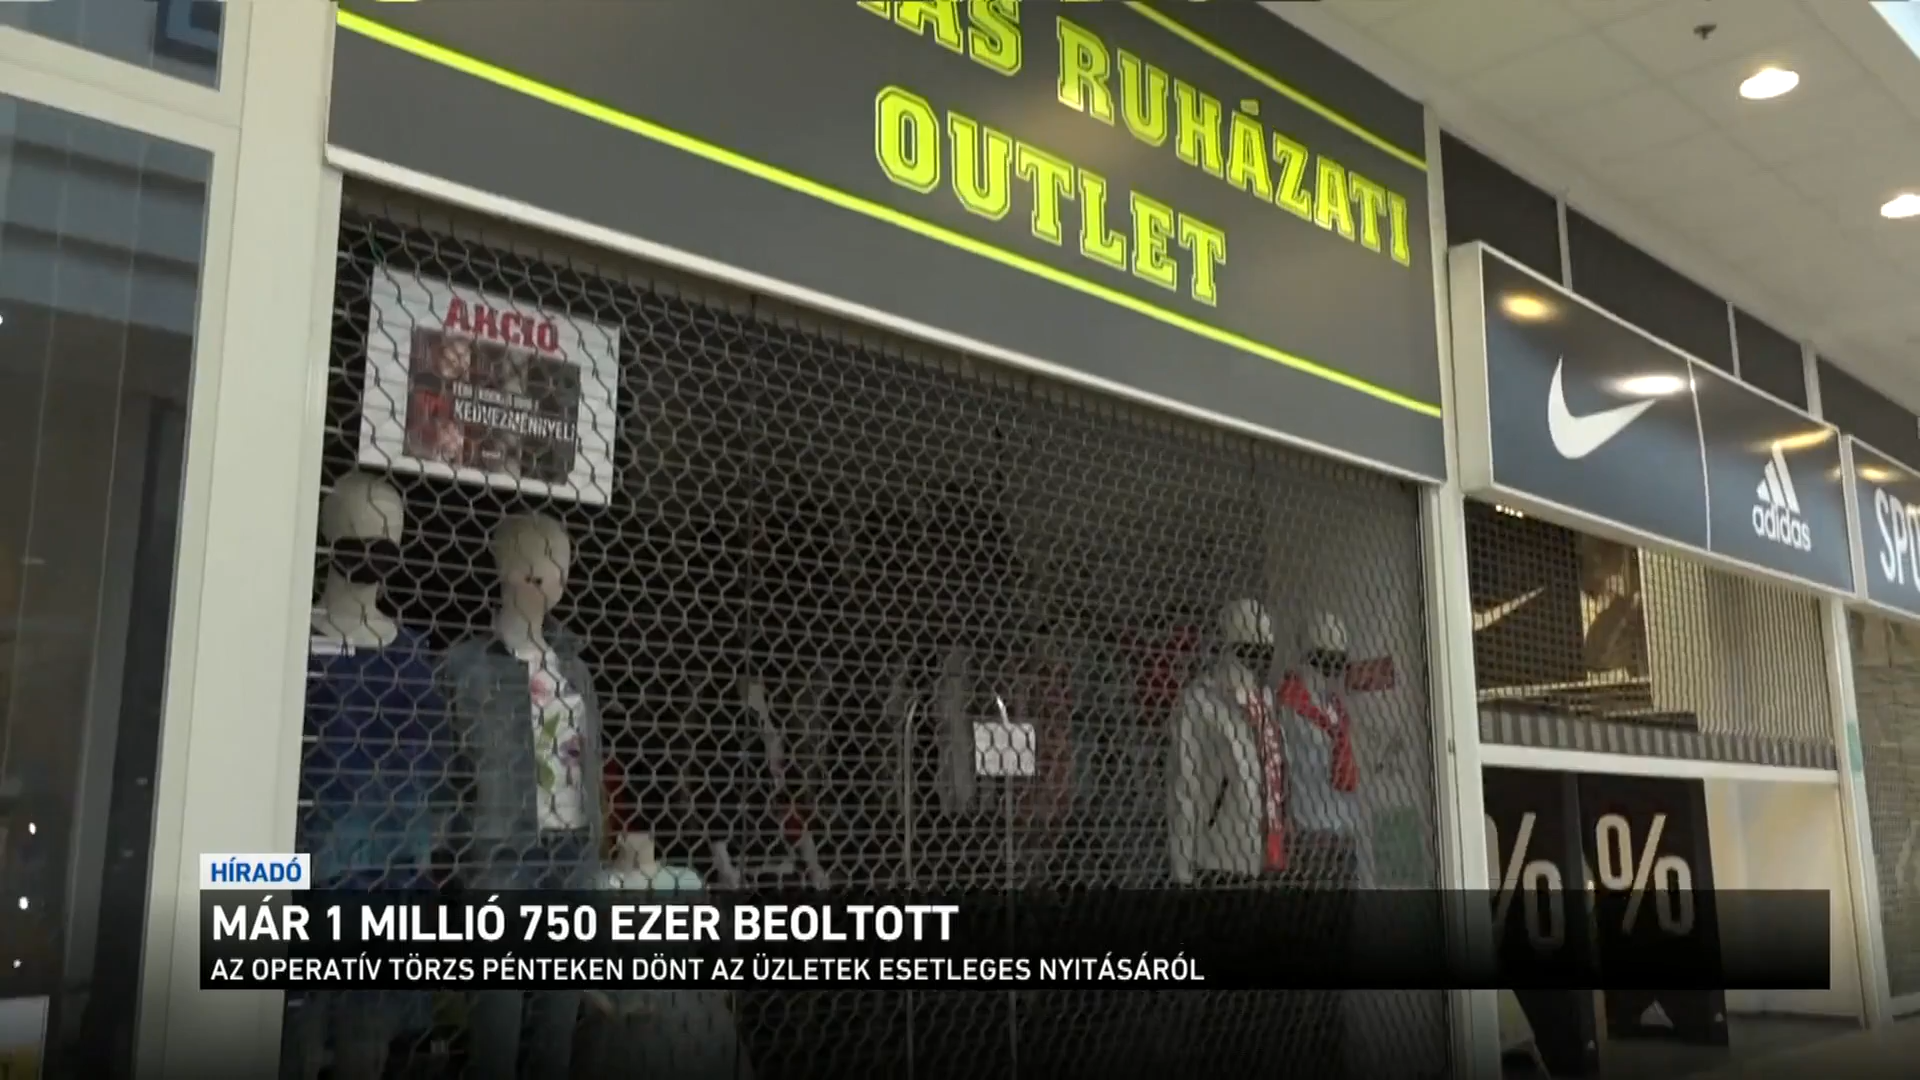 RUHÁZATI
OUTLET
AKCIÓ
KEDVEZMÉNNYEL!
adidas
%
%
HÍRADÓ
MÁR 1 MILLIÓ 750 EZER BEOLTOTT
AZ OPERATÍV TÖRZS PÉNTEKEN DÖNT AZ ÜZLETEK ESETLEGES NYITÁSÁRÓL